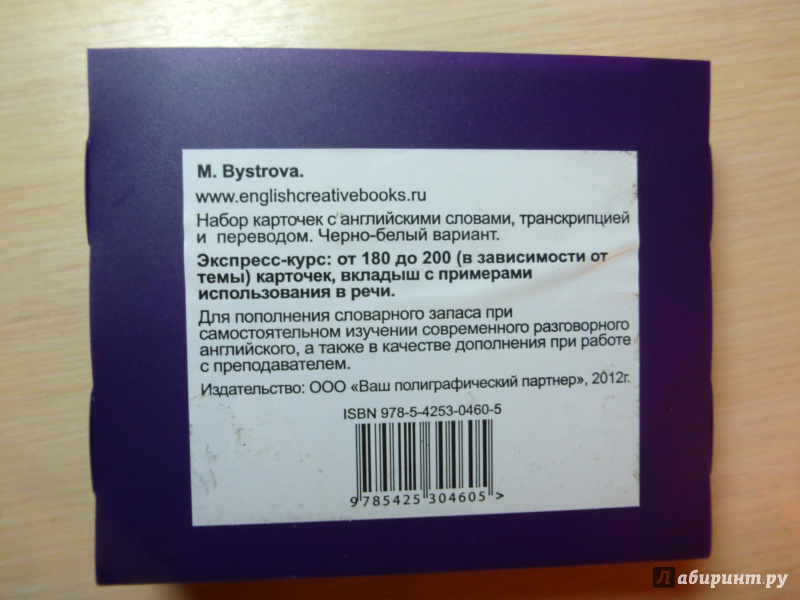 M. Bystrova.
www.englishcreativebooks.ru
Набор карточек с английскими словами, транскрипцией
и переводом. Черно-белый вариант.
Экспресс-курс: от 180 до 200 (в зависимости от
темы) карточек, вкладыш с примерами
использования в речи.
Для пополнения словарного запаса при
самостоятельном изучении современного разговорного
английского, а также в качестве дополнения при работе
с преподавателем.
Издательство: ООО «Ваш полиграфический партнер», 2012г.
ISBN 978-5-4253-0460-5
9 785425 304605 >
Лабиринт.ру